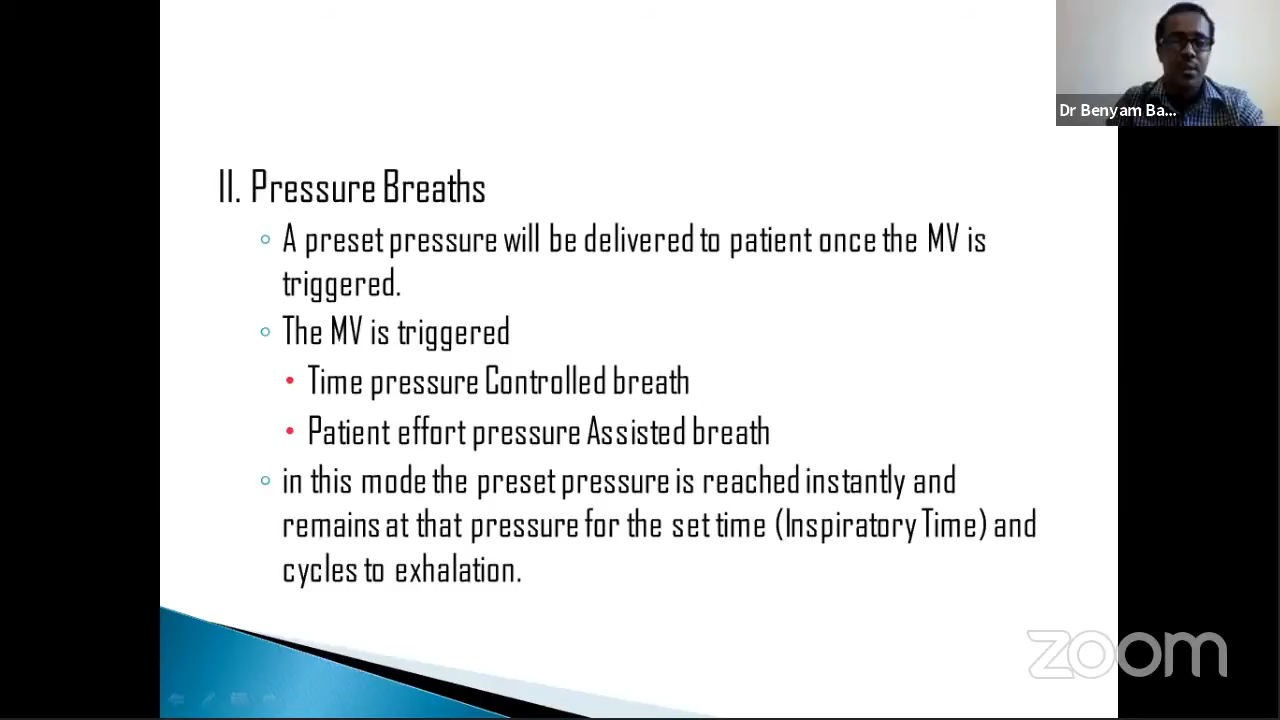 Dr Benyam Ba...
II. Pressure Breaths
A preset pressure will be delivered to patient once the MV is
triggered.
The MV is triggered
Time pressure Controlled breath
Patient effort pressure Assisted breath
in this mode the preset pressure is reached instantly and
remains at that pressure for the set time (Inspiratory Time) and
cycles to exhalation.
zoom